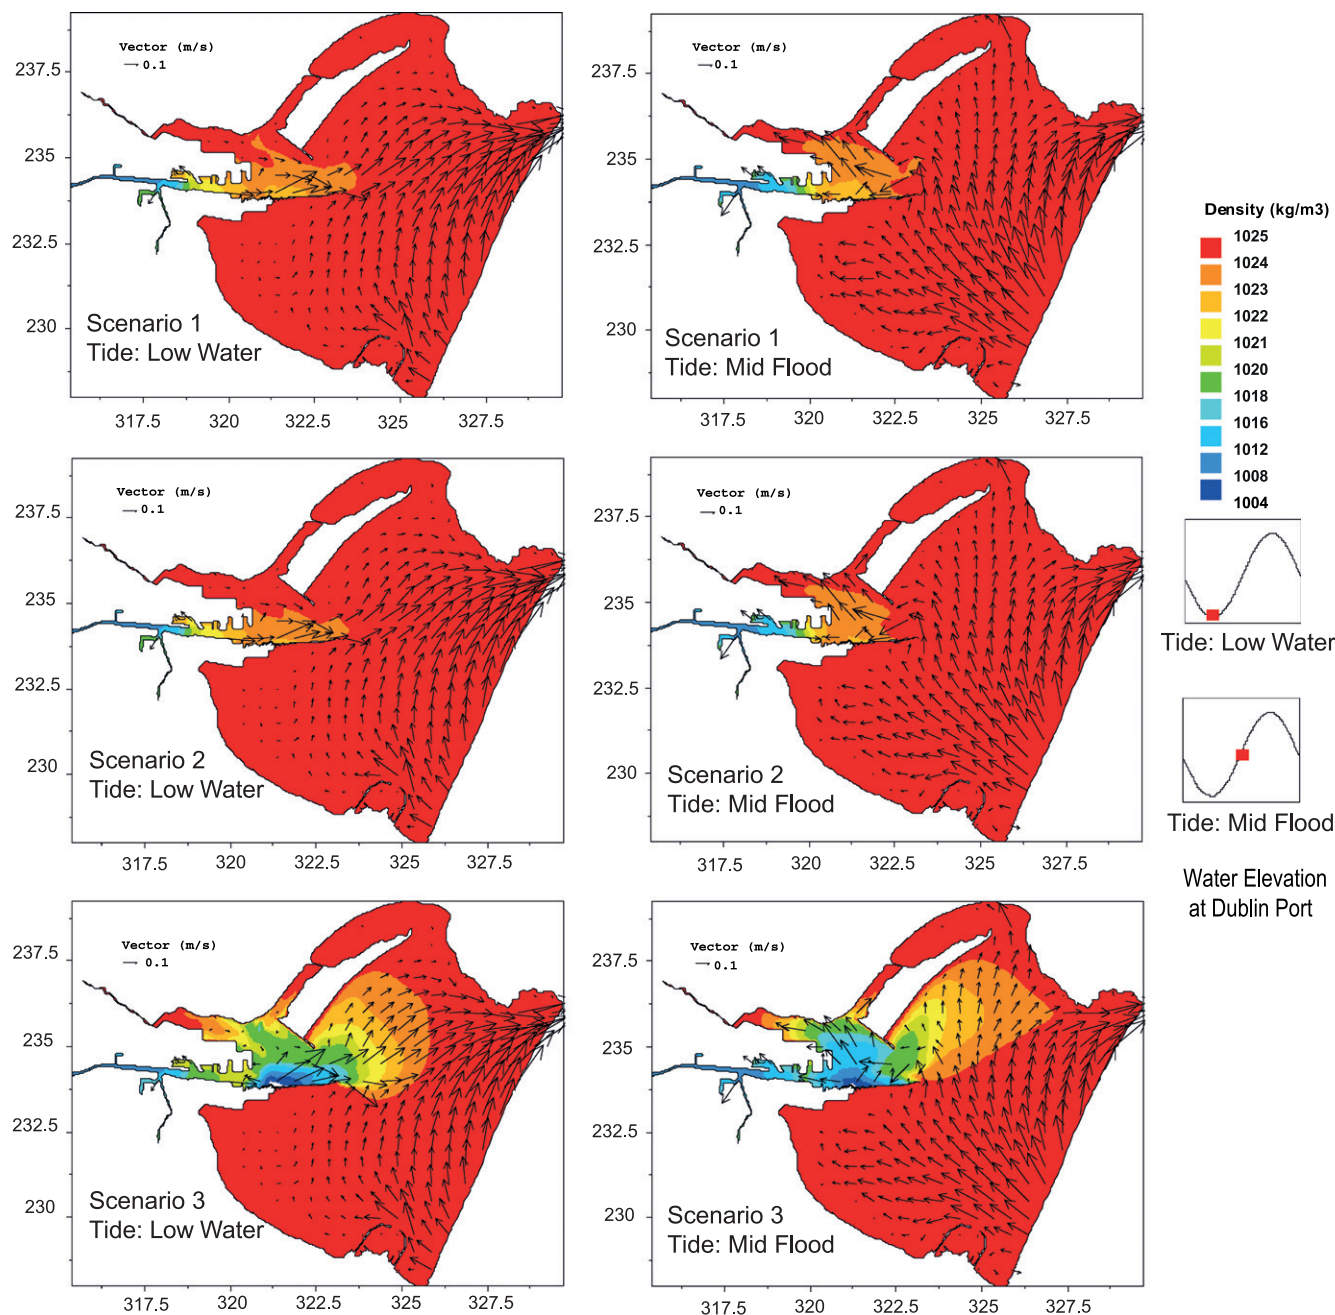 Vector (m/s)
0.1
237.5
235
232.5
230
Scenario 1
Tide: Low Water
317.5 320 322.5 325 327.5
Vector (m/s)
0.1
237.5
235
232.5
230
Scenario 1
Tide: Mid Flood
317.5 320 322.5 325 327.5
Density (kg/m3)
1025
1024
1023
1022
1021
1020
1018
1016
1012
1008
1004
Tide: Low Water
Tide: Mid Flood
Water Elevation
at Dublin Port
Vector (m/s)
0.1
237.5
235
232.5
230
Scenario 2
Tide: Low Water
317.5 320 322.5 325 327.5
Vector (m/s)
0.1
237.5
235
232.5
230
Scenario 2
Tide: Mid Flood
317.5 320 322.5 325 327.5
Vector (m/s)
0.1
237.5
235
232.5
230
Scenario 3
Tide: Low Water
317.5 320 322.5 325 327.5
Vector (m/s)
0.1
237.5
235
232.5
230
Scenario 3
Tide: Mid Flood
317.5 320 322.5 325 327.5